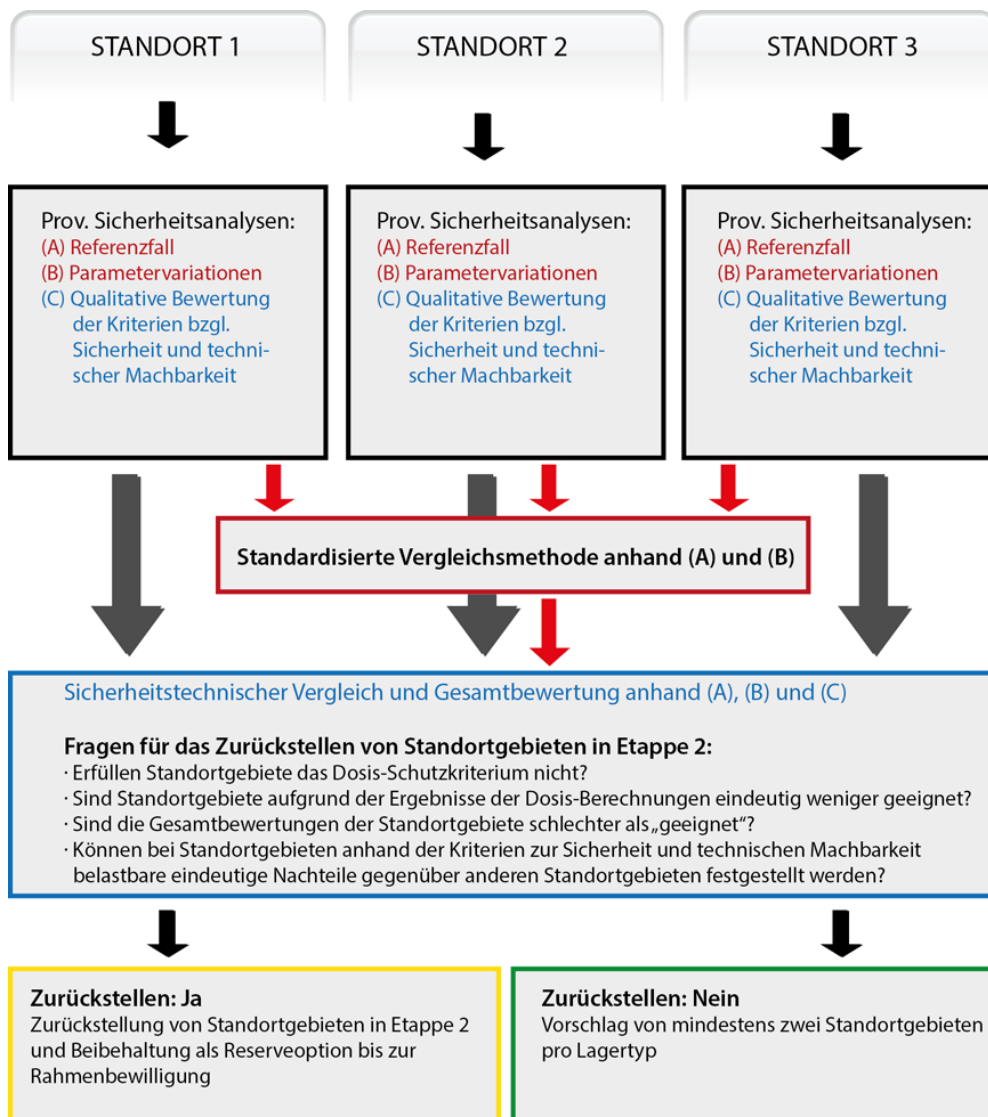 STANDORT 1
STANDORT 2
STANDORT 3
Prov. Sicherheitsanalysen:
(A) Referenzfall
(B) Parametervariationen
(C) Qualitative Bewertung
der Kriterien bzgl.
Sicherheit und techni-
scher Machbarkeit
Prov. Sicherheitsanalysen:
(A) Referenzfall
(B) Parametervariationen
(C) Qualitative Bewertung
der Kriterien bzgl.
Sicherheit und techni-
scher Machbarkeit
Prov. Sicherheitsanalysen:
(A) Referenzfall
(B) Parametervariationen
(C) Qualitative Bewertung
der Kriterien bzgl.
Sicherheit und techni-
scher Machbarkeit
Standardisierte Vergleichsmethode anhand (A) und (B)
Sicherheitstechnischer Vergleich und Gesamtbewertung anhand (A), (B) und (C)
Fragen für das Zurückstellen von Standortgebieten in Etappe 2:
· Erfüllen Standortgebiete das Dosis-Schutzkriterium nicht?
· Sind Standortgebiete aufgrund der Ergebnisse der Dosis-Berechnungen eindeutig weniger geeignet?
· Sind die Gesamtbewertungen der Standortgebiete schlechter als „geeignet“?
· Können bei Standortgebieten anhand der Kriterien zur Sicherheit und technischen Machbarkeit
belastbare eindeutige Nachteile gegenüber anderen Standortgebieten festgestellt werden?
Zurückstellen: Ja
Zurückstellung von Standortgebieten in Etappe 2
und Beibehaltung als Reserveoption bis zur
Rahmenbewilligung
Zurückstellen: Nein
Vorschlag von mindestens zwei Standortgebieten
pro Lagertyp